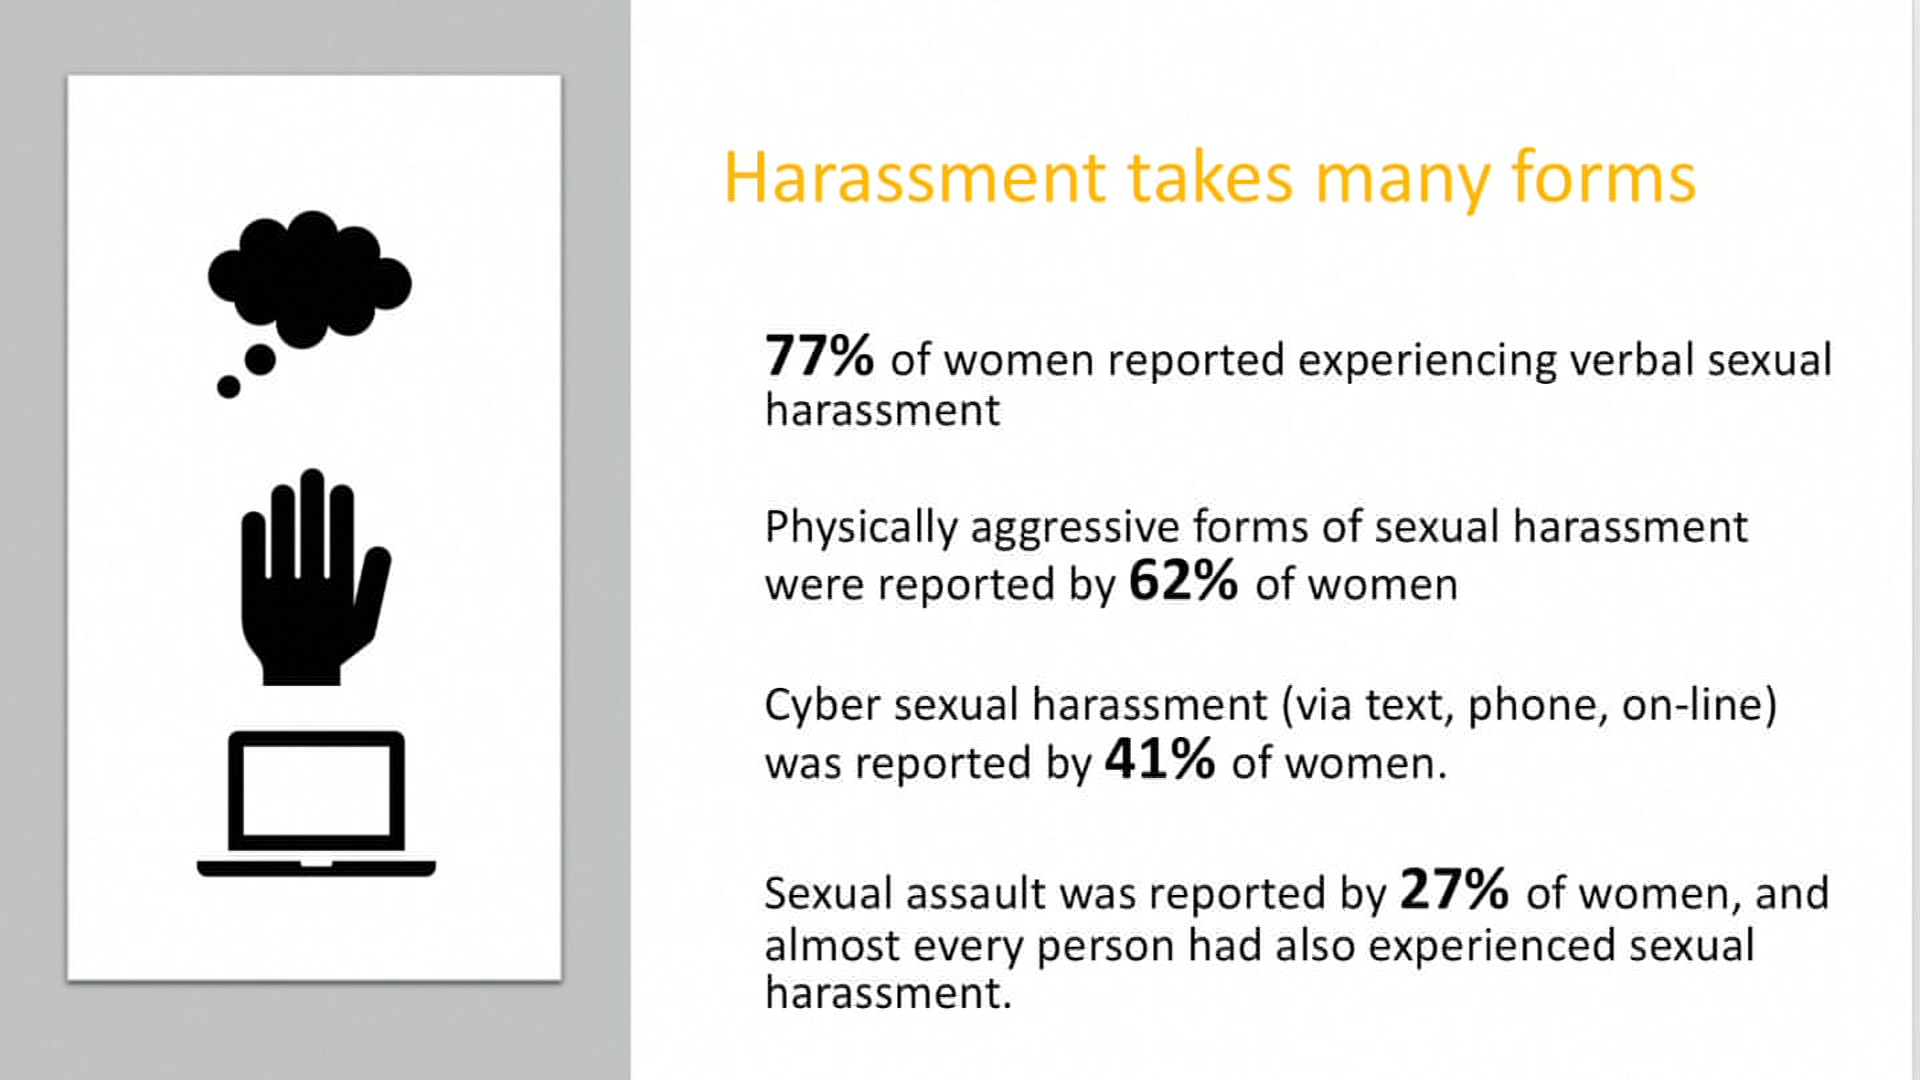 Harassment takes many forms
77% of women reported experiencing verbal sexual
harassment
Physically aggressive forms of sexual harassment
were reported by 62% of women
Cyber sexual harassment (via text, phone, on-line)
was reported by 41% of women.
Sexual assault was reported by 27% of women, and
almost every person had also experienced sexual
harassment.